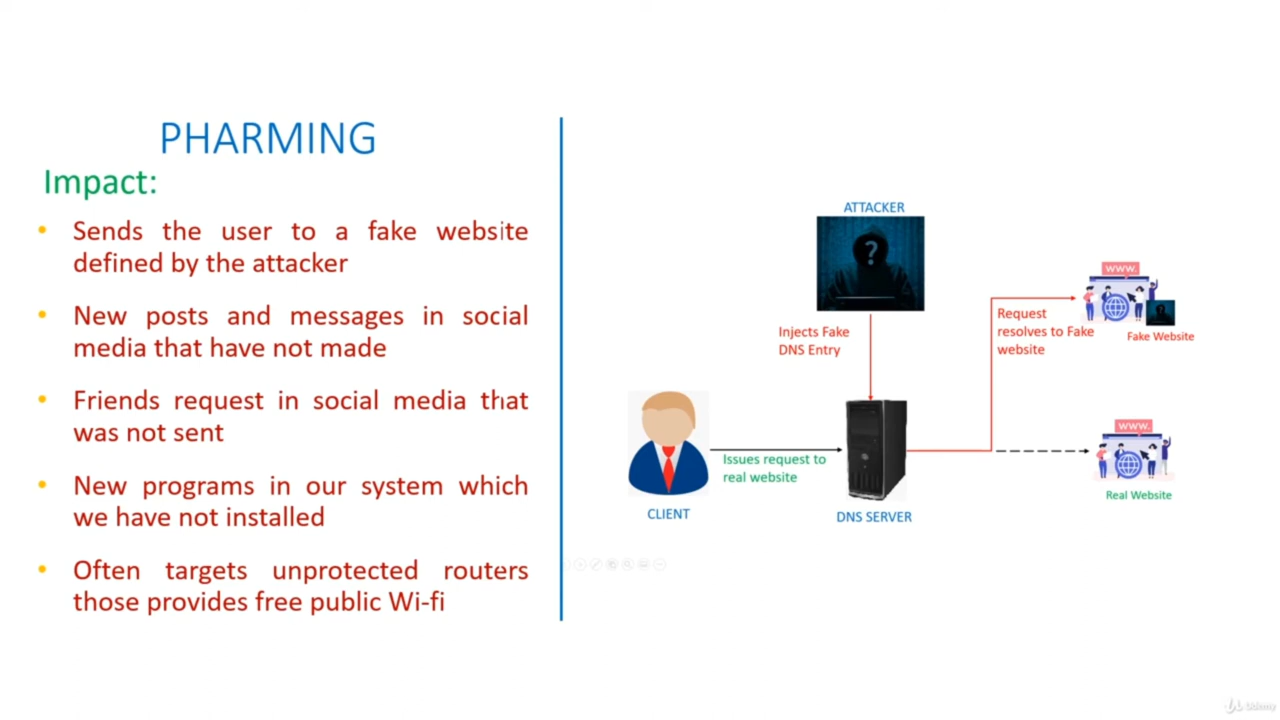 PHARMING
Impact:
• Sends the user to a fake website
defined by the attacker
• New posts and messages in social
media that have not made
• Friends request in social media that
was not sent
• New programs in our system which
we have not installed
• Often targets unprotected routers
those provides free public Wi-fi
ATTACKER
?
Injects Fake
DNS Entry
CLIENT
Issues request to
real website
DNS SERVER
Request
resolves to Fake
website
www.
Fake Website
www.
Real Website
Udemy